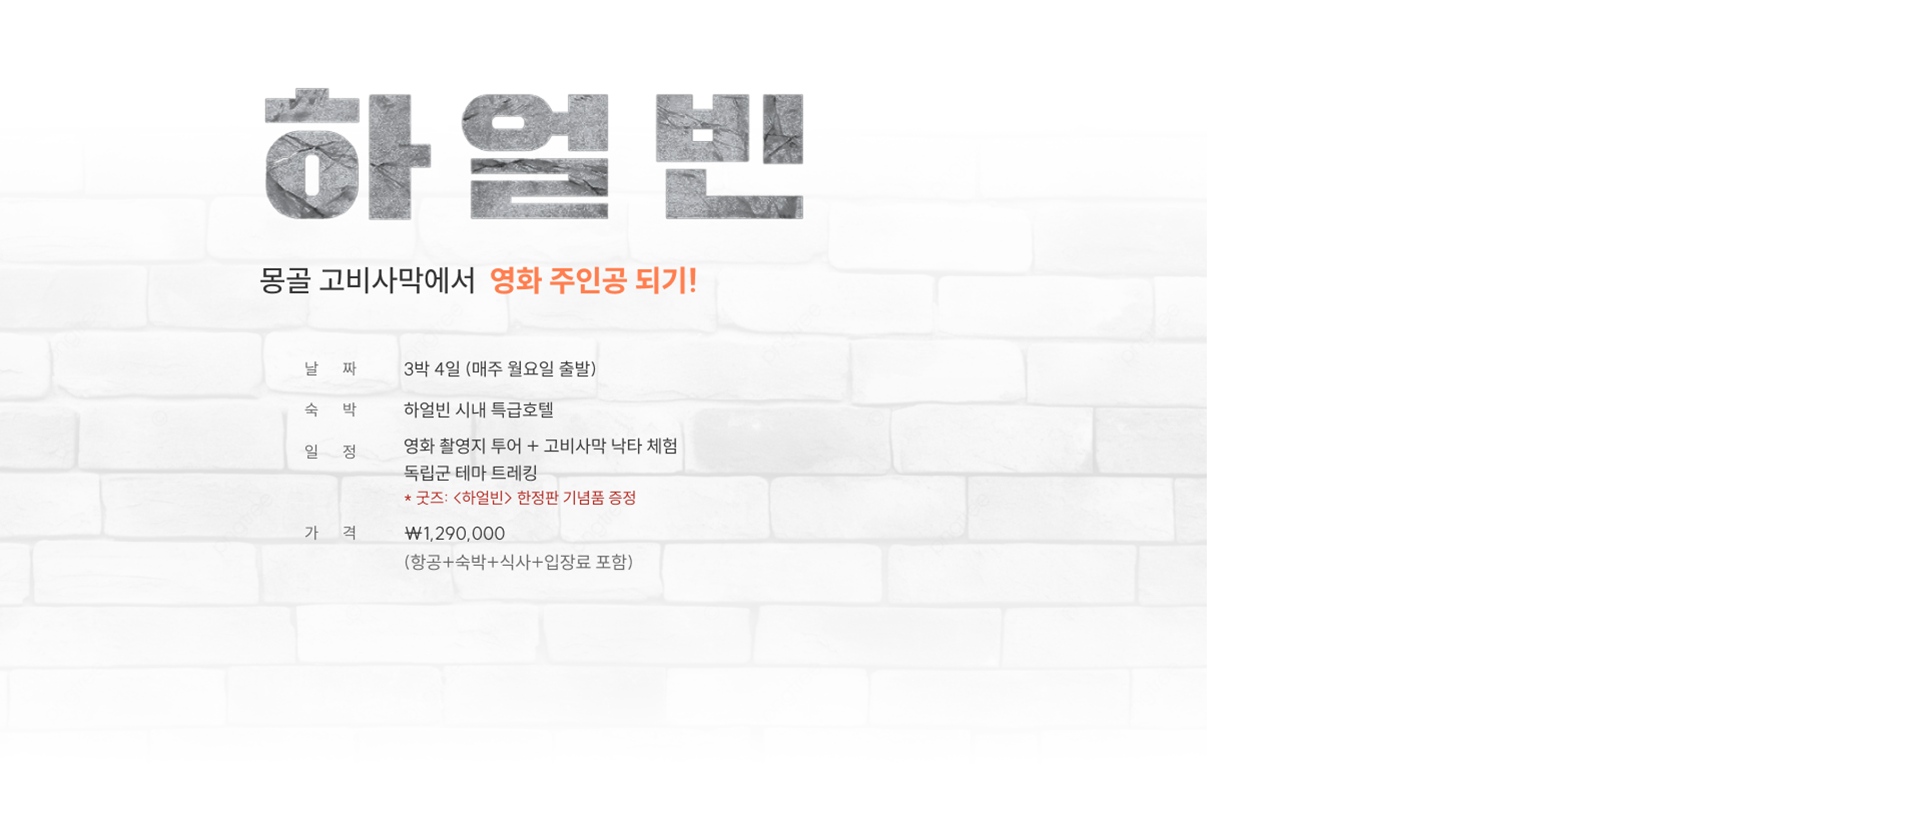 하얼빈
몽골 고비사막에서 영화 주인공 되기!
날 짜 3박 4일 (매주 월요일 출발)
숙 박 하얼빈 시내 특급호텔
일 정 영화 촬영지 투어 + 고비사막 낙타 체험
독립군 테마 트레킹
* 굿즈: <하얼빈> 한정판 기념품 증정
가 격 ₩1,290,000
(항공+숙박+식사+입장료 포함)